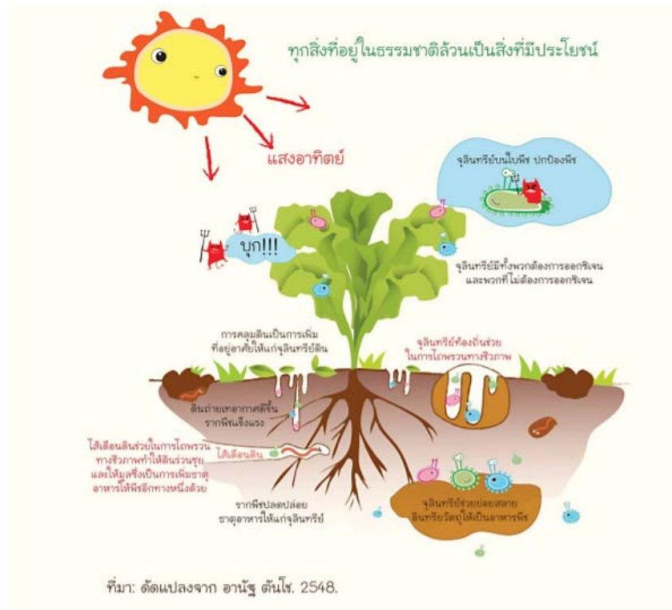 ทุกสิ่งที่อยู่ในธรรมชาติล้วนเป็นสิ่งที่มีประโยชน์
แสงอาทิตย์
จุลินทรีย์บนใบพืช ปกป้องพืช
บุก!!!
จุลินทรีย์มีทั้งพวกต้องการออกซิเจน
และพวกที่ไม่ต้องการออกซิเจน
การคลุมดินเป็นการเพิ่ม
ที่อยู่อาศัยให้แก่จุลินทรีย์ดิน
จุลินทรีย์ท้องถิ่นช่วย
ในการไถพรวนทางชีวภาพ
ดินถ่ายเทอากาศดีขึ้น
รากพืชแข็งแรง
ไส้เดือนดินช่วยในการไถพรวน
ทางชีวภาพทำให้ดินร่วนซุย
และให้มูลซึ่งเป็นการเพิ่มธาตุ
อาหารให้พืชอีกทางหนึ่งด้วย
ไส้เดือนดิน
รากพืชปลดปล่อย
ธาตุอาหารให้แก่จุลินทรีย์
จุลินทรีย์ช่วยย่อยสลาย
อินทรียวัตถุให้เป็นอาหารพืช
ที่มา: ดัดแปลงจาก อานัฐ ตันโช. 2548.